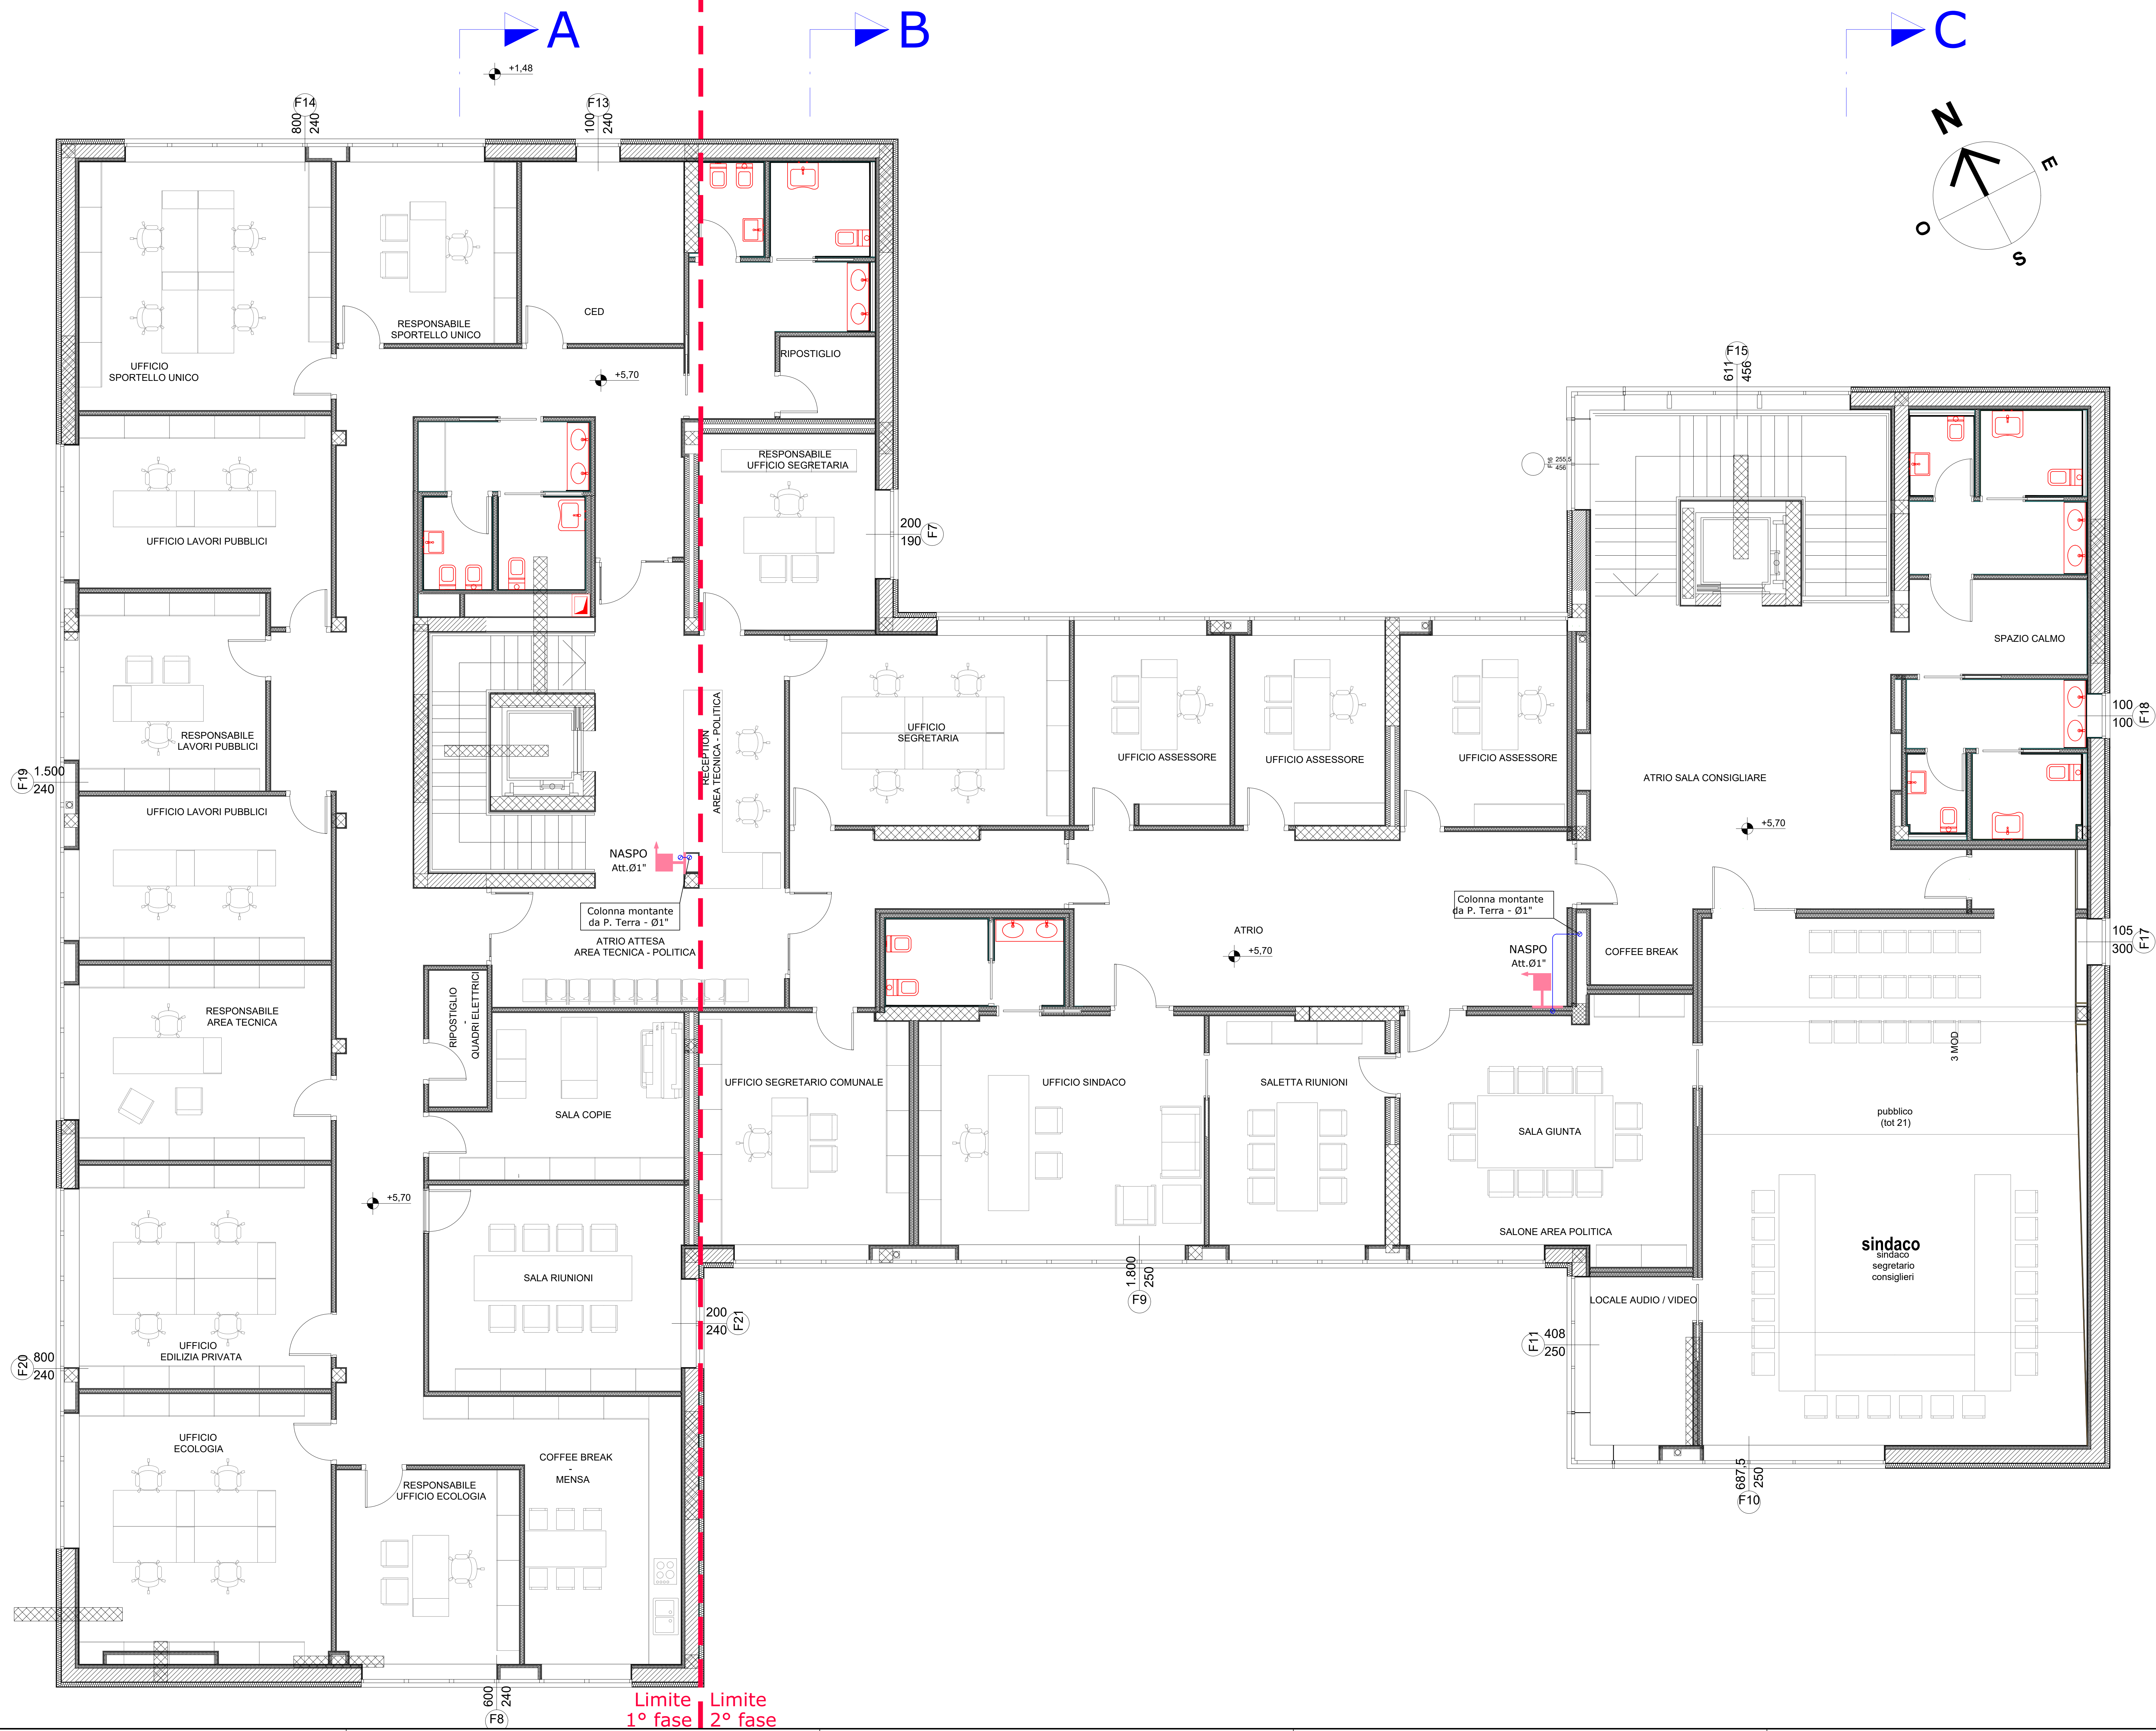 A
B
C
+1,48
N
E
S
O
F14
800
240
F13
100
240
UFFICIO
SPORTELLO UNICO
RESPONSABILE
SPORTELLO UNICO
CED
RIPOSTIGLIO
+5,70
F15
611
456
F16
255,5
456
UFFICIO LAVORI PUBBLICI
RESPONSABILE
UFFICIO SEGRETARIA
200
190
F7
SPAZIO CALMO
100
100
F18
RESPONSABILE
LAVORI PUBBLICI
F19
1.500
240
RECEPTION
AREA TECNICA - POLITICA
UFFICIO
SEGRETARIA
UFFICIO ASSESSORE
UFFICIO ASSESSORE
UFFICIO ASSESSORE
ATRIO SALA CONSIGLIARE
+5,70
UFFICIO LAVORI PUBBLICI
NASPO
Att.Ø1"
Colonna montante
da P. Terra - Ø1"
ATRIO ATTESA
AREA TECNICA - POLITICA
ATRIO
+5,70
Colonna montante
da P. Terra - Ø1"
NASPO
Att.Ø1"
COFFEE BREAK
105
300
F17
RESPONSABILE
AREA TECNICA
RIPOSTIGLIO
-
QUADRI ELETTRICI
SALA COPIE
UFFICIO SEGRETARIO COMUNALE
UFFICIO SINDACO
SALETTA RIUNIONI
SALA GIUNTA
3 MOD
pubblico
(tot 21)
+5,70
SALONE AREA POLITICA
sindaco
sindaco
segretario
consiglieri
SALA RIUNIONI
200
240
F21
1.800
250
F9
LOCALE AUDIO / VIDEO
F11
408
250
UFFICIO
EDILIZIA PRIVATA
F20
800
240
UFFICIO
ECOLOGIA
RESPONSABILE
UFFICIO ECOLOGIA
COFFEE BREAK
-
MENSA
687,5
250
F10
600
240
F8
Limite
1° fase
Limite
2° fase